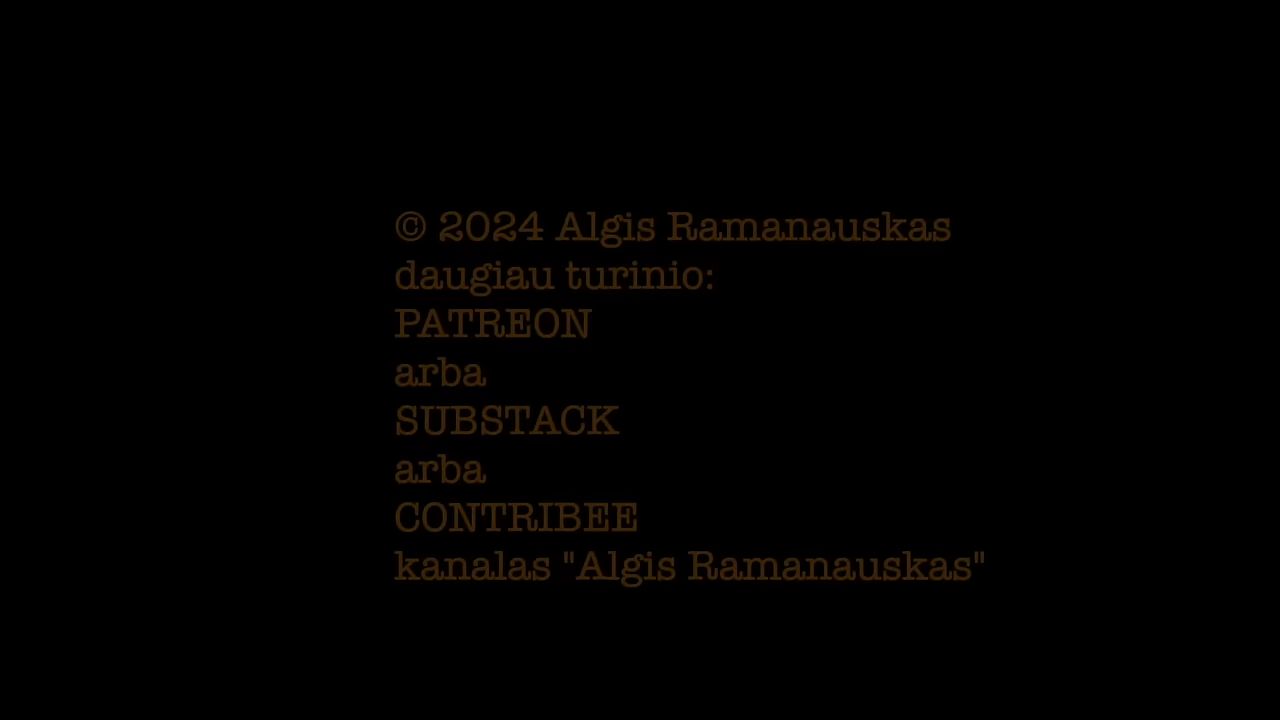 © 2024 Algis Ramanauskas
daugiau turinio:
PATREON
arba
SUBSTACK
arba
CONTRIBEE
kanalas "Algis Ramanauskas"